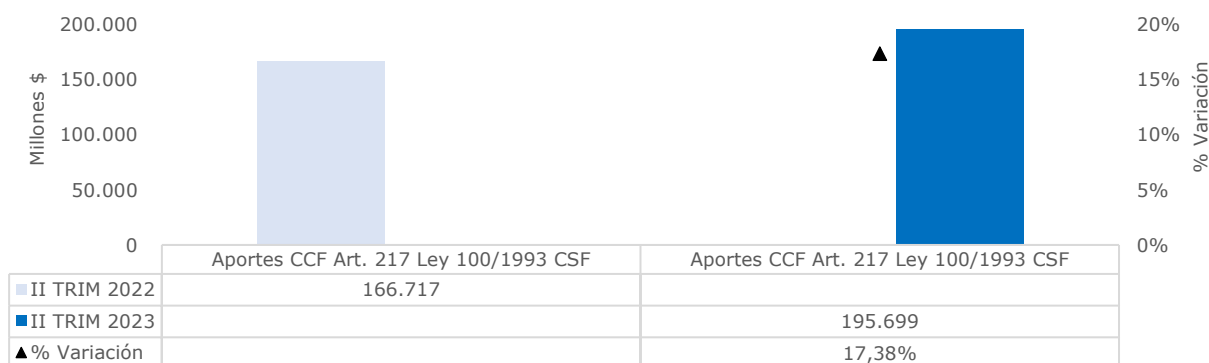 200.000
150.000
100.000
50.000
0
Millones $
20%
15%
10%
5%
0%
% Variación
Aportes CCF Art. 217 Ley 100/1993 CSF
Aportes CCF Art. 217 Ley 100/1993 CSF
II TRIM 2022 166.717
II TRIM 2023 195.699
% Variación 17,38%